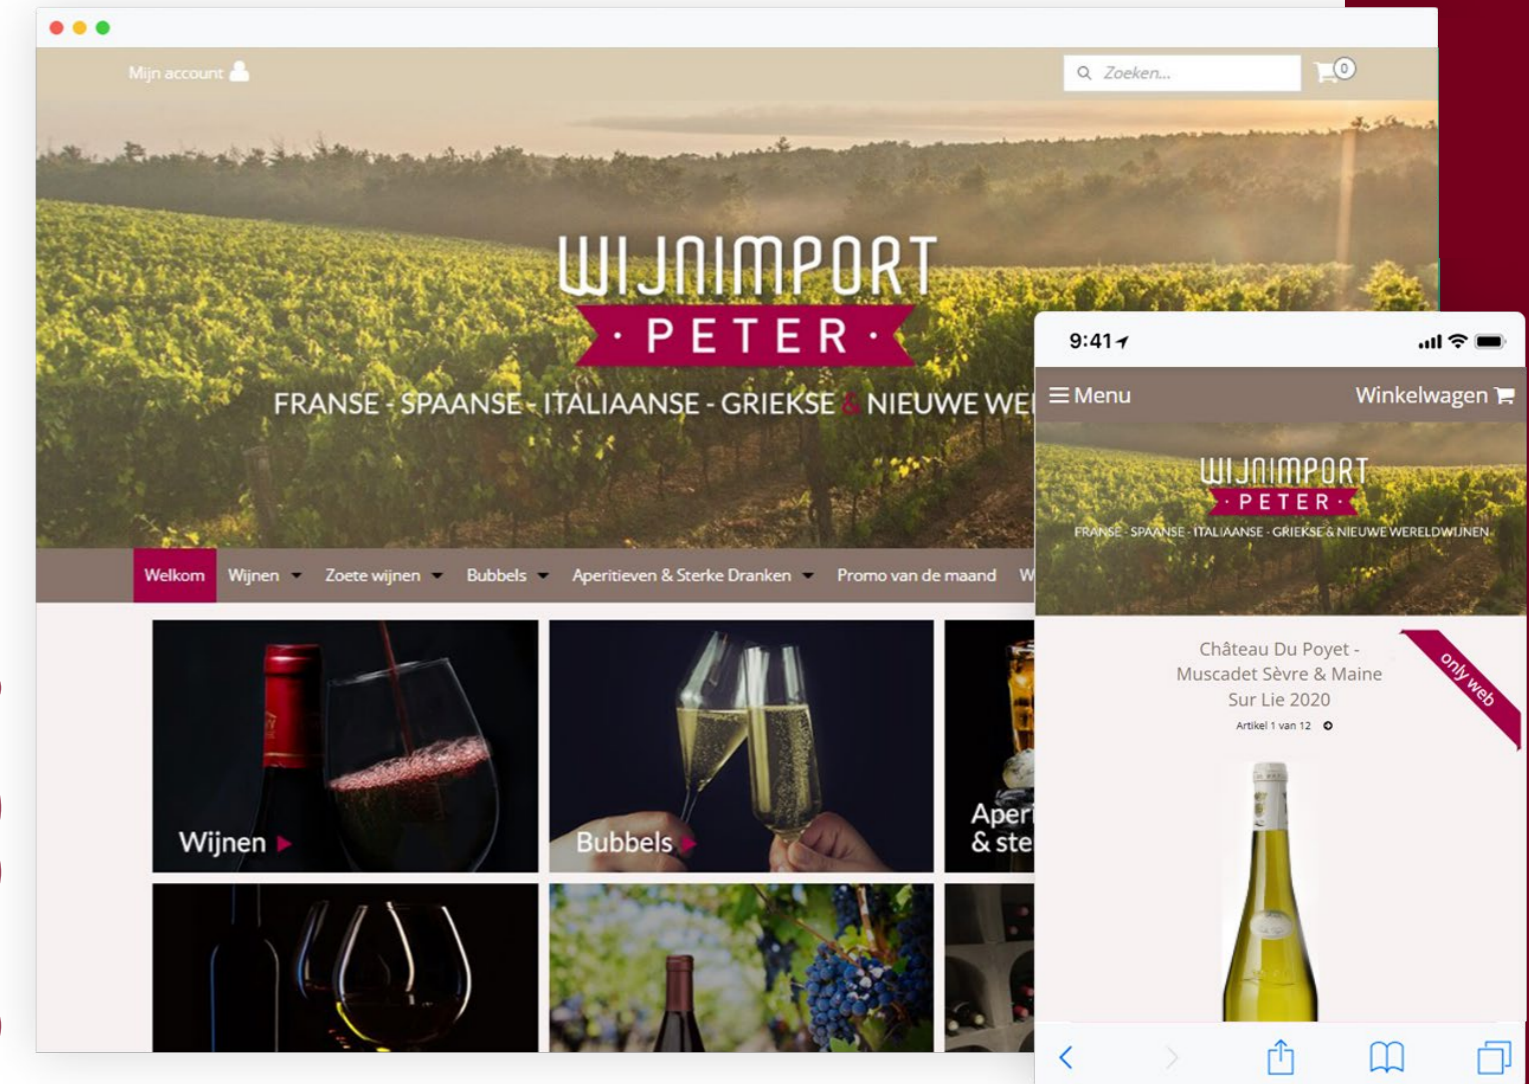 Mijn account
Zoeken...
0
WIJNIMPORT
· PETER ·
FRANSE - SPAANSE - ITALIAANSE - GRIEKSE & NIEUWE WE
Welkom Wijnen Zoete wijnen Bubbels Aperitieven & Sterke Dranken Promo van de maand W
Wijnen
Bubbels
Aper
& ste
9:41
Menu Winkelwagen
WIJNIMPORT
· PETER ·
FRANSE - SPAANSE - ITALIAANSE - GRIEKSE & NIEUWE WERELDWIJNEN
Château Du Poyet -
Muscadet Sèvre & Maine
Sur Lie 2020
Artikel 1 van 12
only web